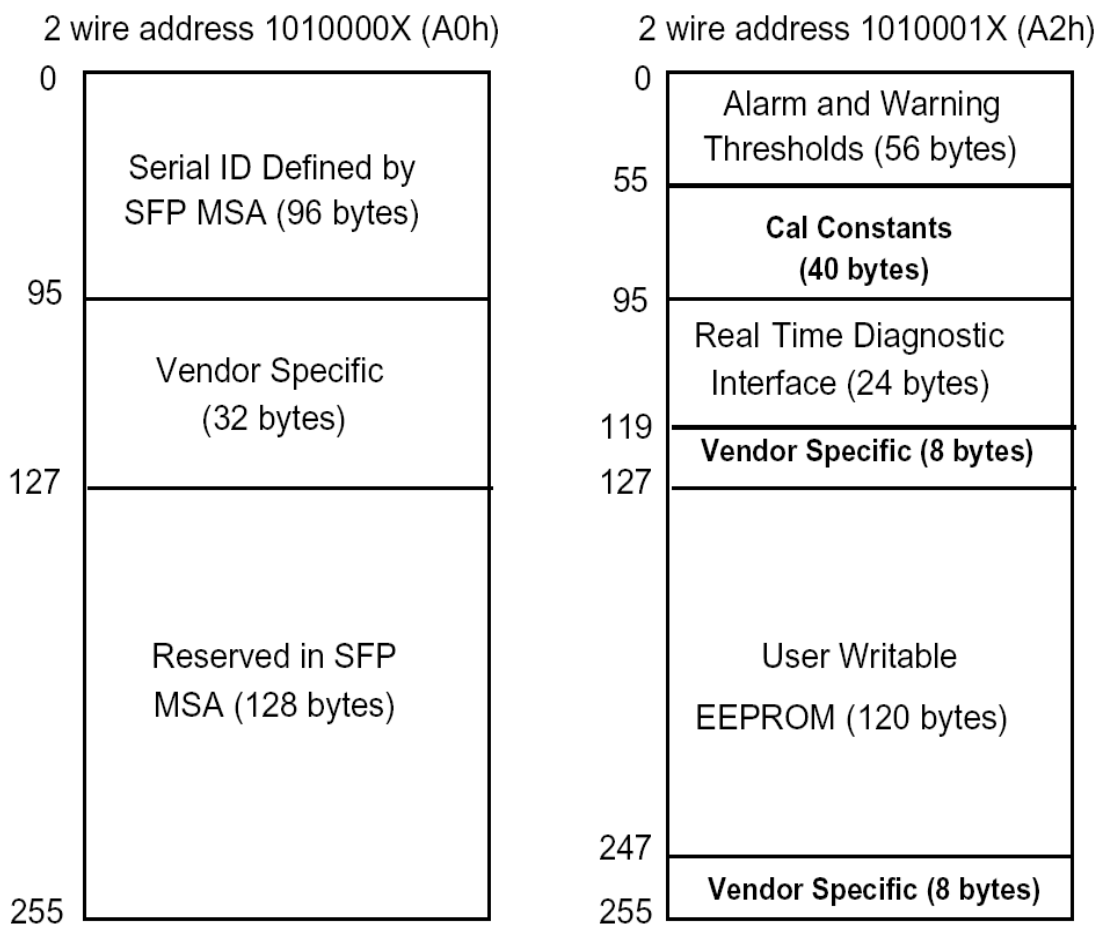 2 wire address 1010000X (A0h)
0
Serial ID Defined by
SFP MSA (96 bytes)
95
Vendor Specific
(32 bytes)
127
Reserved in SFP
MSA (128 bytes)
255
2 wire address 1010001X (A2h)
0
Alarm and Warning
Thresholds (56 bytes)
55
Cal Constants
(40 bytes)
95
Real Time Diagnostic
Interface (24 bytes)
119
Vendor Specific (8 bytes)
127
User Writable
EEPROM (120 bytes)
247
Vendor Specific (8 bytes)
255